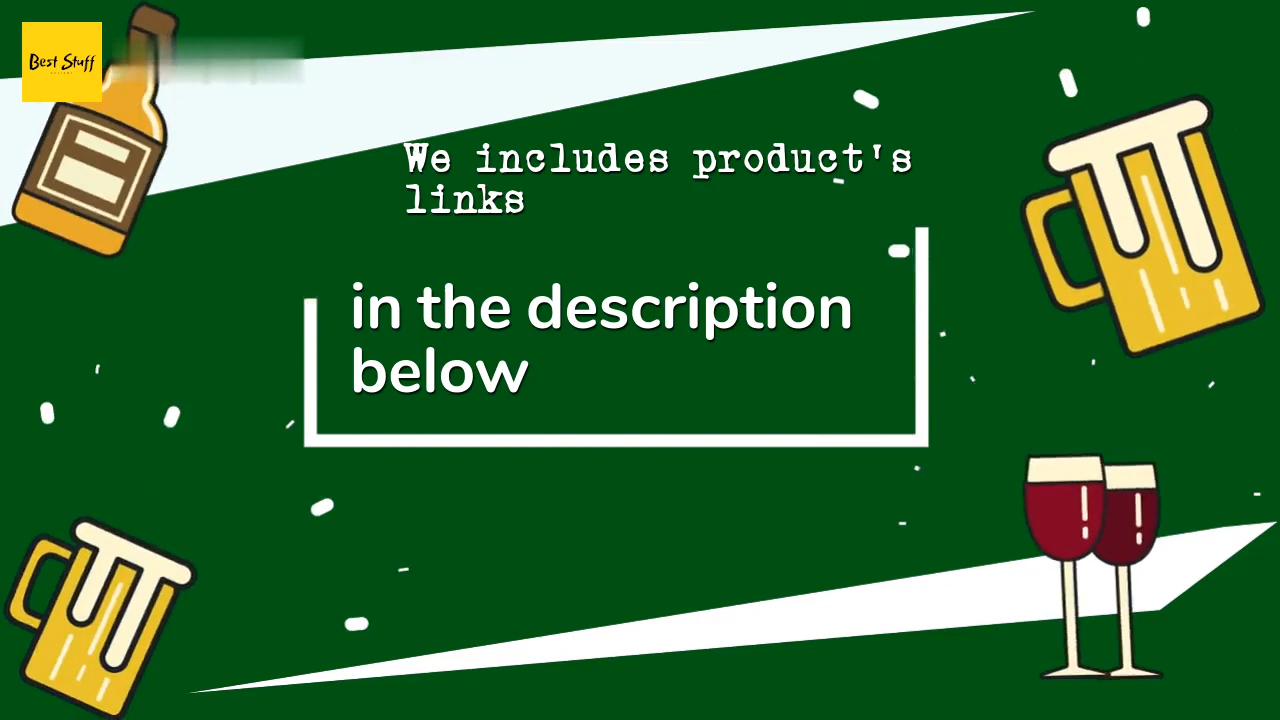 Best Stuff
We includes product's
links
in the description
below